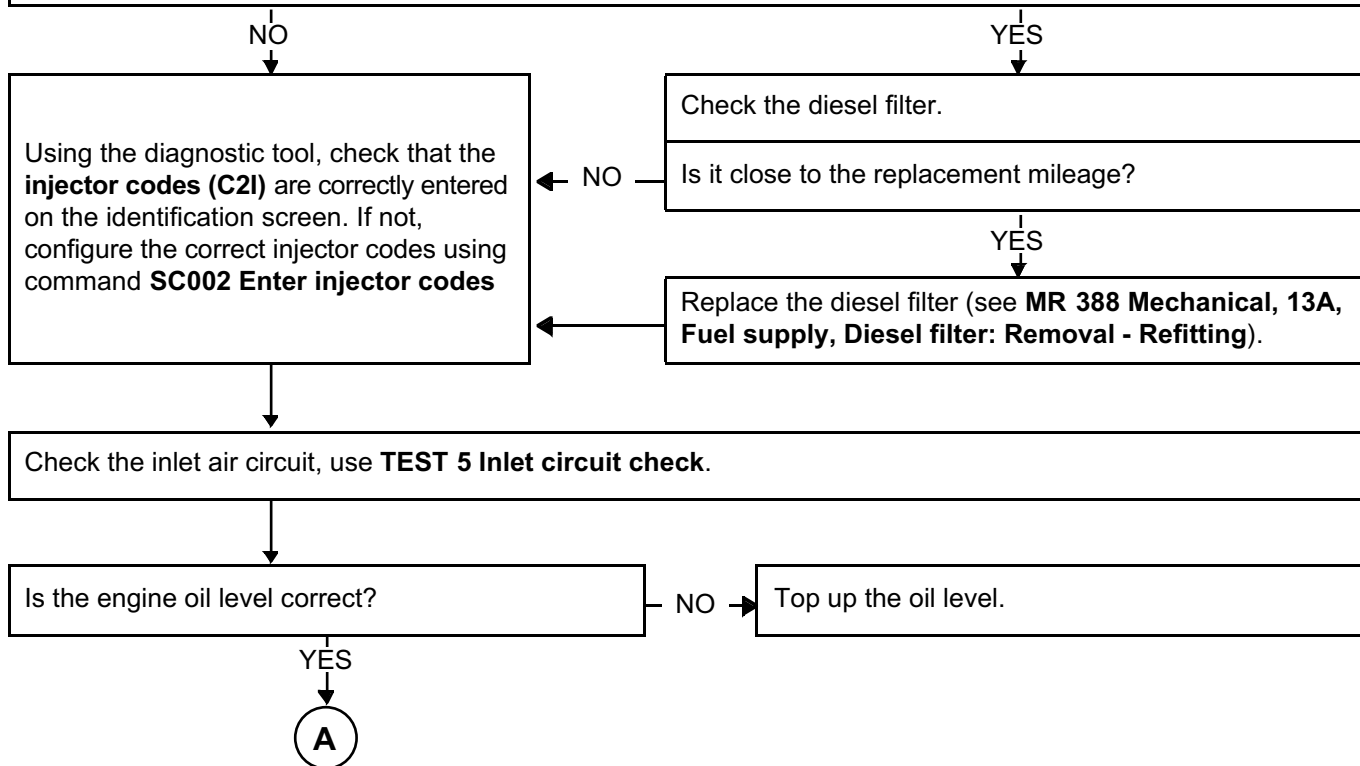 NO
YES
Using the diagnostic tool, check that the
injector codes (C2I) are correctly entered
on the identification screen. If not,
configure the correct injector codes using
command SC002 Enter injector codes
NO
Check the diesel filter.
Is it close to the replacement mileage?
YES
Replace the diesel filter (see MR 388 Mechanical, 13A,
Fuel supply, Diesel filter: Removal - Refitting).
Check the inlet air circuit, use TEST 5 Inlet circuit check.
Is the engine oil level correct?
NO
Top up the oil level.
YES
A